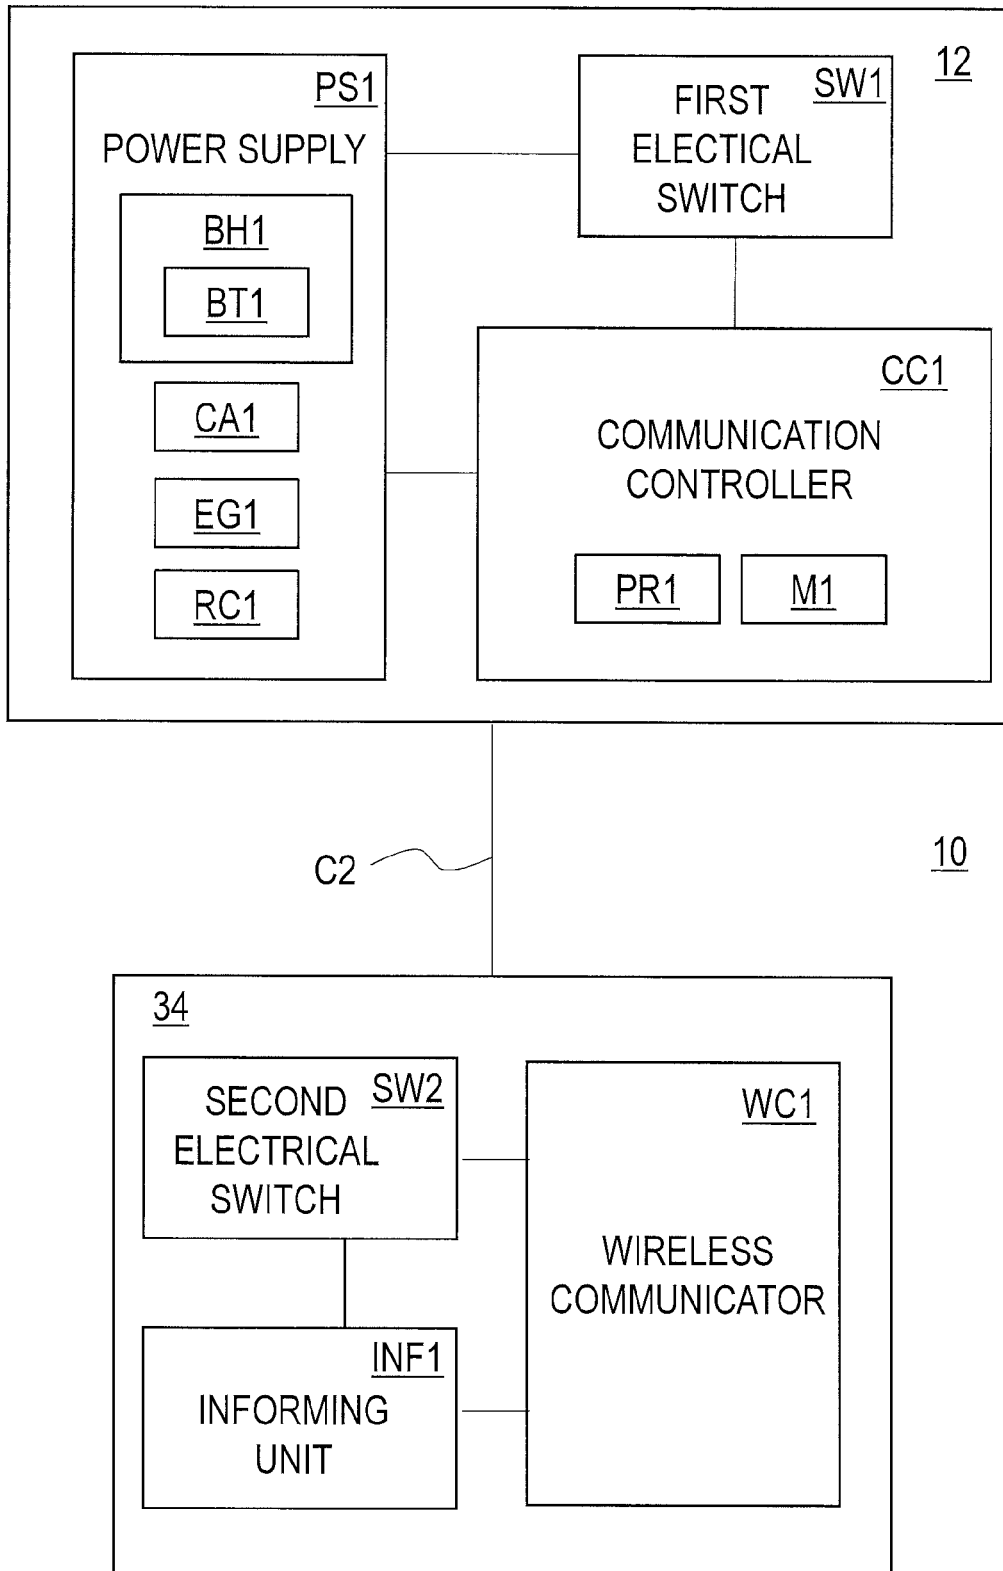 12
PS1
POWER SUPPLY
BH1
BT1
CA1
EG1
RC1
SW1
FIRST
ELECTICAL
SWITCH
CC1
COMMUNICATION
CONTROLLER
PR1
M1
C2
10
34
SW2
SECOND
ELECTRICAL
SWITCH
INF1
INFORMING
UNIT
WC1
WIRELESS
COMMUNICATOR